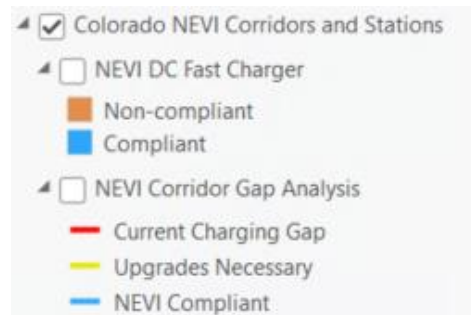 Colorado NEVI Corridors and Stations
NEVI DC Fast Charger
Non-compliant
Compliant
NEVI Corridor Gap Analysis
Current Charging Gap
Upgrades Necessary
NEVI Compliant